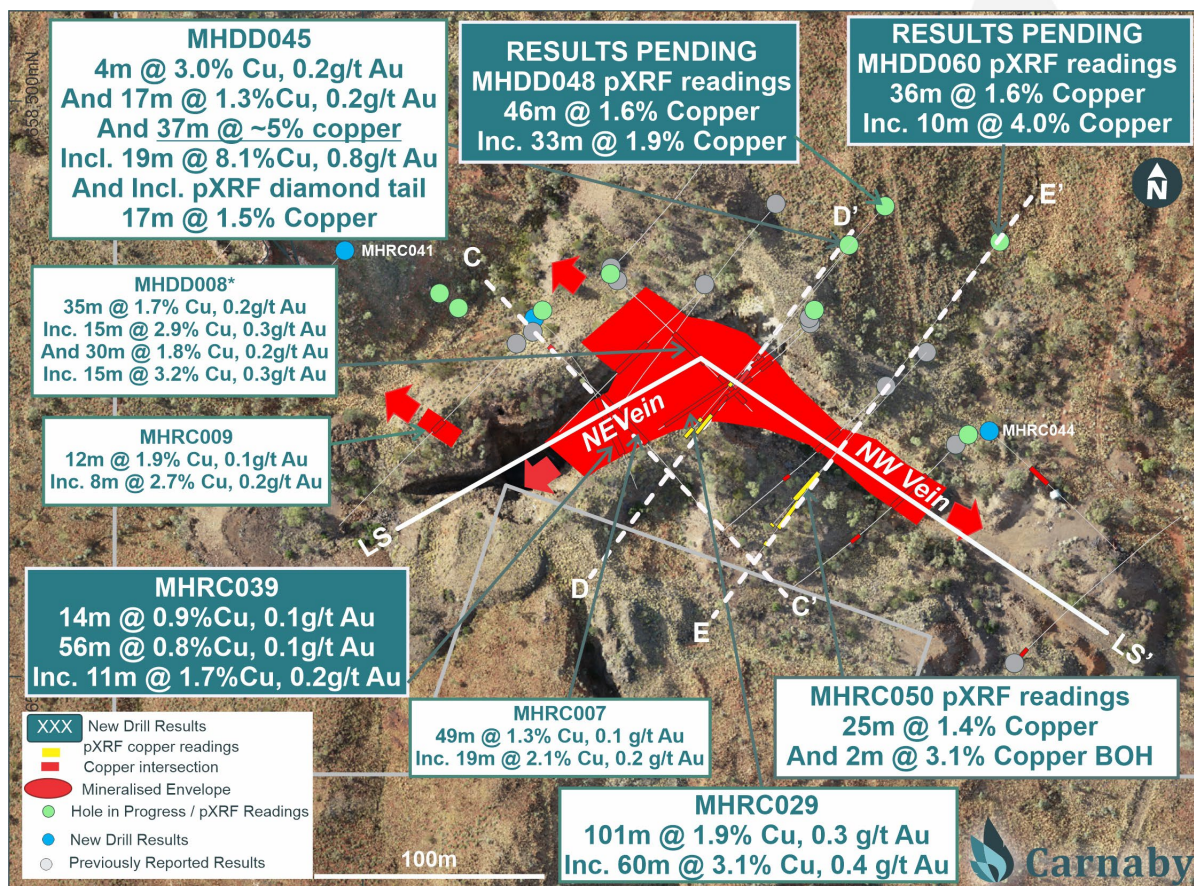 MHDD045
4m @ 3.0% Cu, 0.2g/t Au
And 17m @ 1.3%Cu, 0.2g/t Au
And 37m @ ~5% copper
Incl. 19m @ 8.1%Cu, 0.8g/t Au
And Incl. pXRF diamond tail
17m @ 1.5% Copper
RESULTS PENDING
MHDD048 pXRF readings
46m @ 1.6% Copper
Inc. 33m @ 1.9% Copper
RESULTS PENDING
MHDD060 pXRF readings
36m @ 1.6% Copper
Inc. 10m @ 4.0% Copper
N
E'
D'
C
MHRC041
MHDD008*
35m @ 1.7% Cu, 0.2g/t Au
Inc. 15m @ 2.9% Cu, 0.3g/t Au
And 30m @ 1.8% Cu, 0.2g/t Au
Inc. 15m @ 3.2% Cu, 0.3g/t Au
MHRC009
12m @ 1.9% Cu, 0.1g/t Au
Inc. 8m @ 2.7% Cu, 0.2g/t Au
NEVein
NW Vein
MHRC044
LS
D
C'
E
LS'
MHRC039
14m @ 0.9%Cu, 0.1g/t Au
56m @ 0.8%Cu, 0.1g/t Au
Inc. 11m @ 1.7%Cu, 0.2g/t Au
MHRC007
49m @ 1.3% Cu, 0.1 g/t Au
Inc. 19m @ 2.1% Cu, 0.2 g/t Au
MHRC050 pXRF readings
25m @ 1.4% Copper
And 2m @ 3.1% Copper BOH
MHRC029
101m @ 1.9% Cu, 0.3 g/t Au
Inc. 60m @ 3.1% Cu, 0.4 g/t Au
XXX New Drill Results
pXRF copper readings
Copper intersection
Mineralised Envelope
Hole in Progress / pXRF Readings
New Drill Results
Previously Reported Results
100m
Carnaby